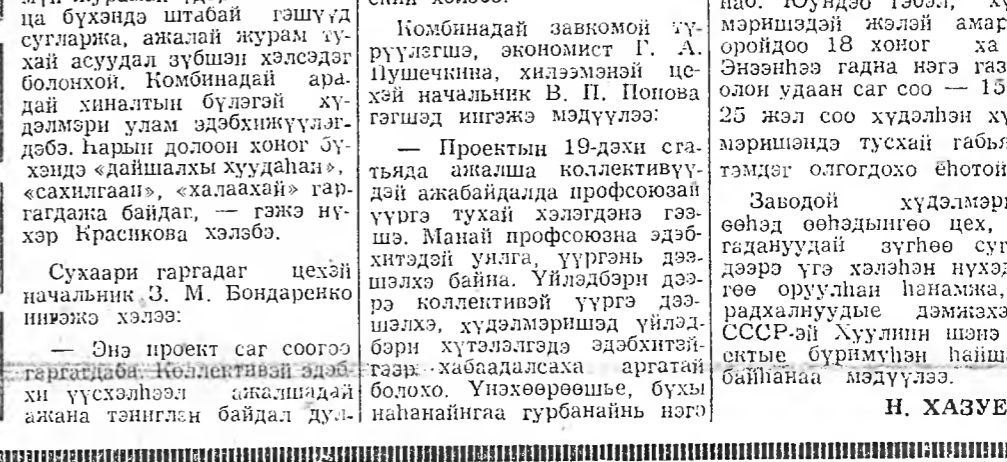 ца бүхэндэ штабай гэшүүд
сугларжа, ажалай журам ту-
хай асуудал зүбшэн хэлсэдэг
болонхой. Комбинадай ара-
дай хиналтын бүлэгэй хү-
дэлмэри улам эдэбхижүүлэг-
дэбэ. Һарын долоон хоног бү-
хэндэ «дайшалхы хуудаһан»,
«сахилгаан», «халаахай» гар-
гагдажа байдаг, — гэжэ нү-
хэр Красикова хэлэбэ.
Сухаари гаргадаг цехэй
начальник З. М. Бондаренко
хэлээ:
— Энэ проект саг соогоо
гаргагдаба. Коллективэй эдэб-
хи үүсхэлһээл ажалшадай
ажана байдал
Комбинадай завкомой тү-
рүүлэгшэ, экономист Г. А.
Пушечкина, хилээмэнэй це-
хэй начальник В. П. Попова
гэгшэд ингэжэ мэдүүлээ:
— Проектын 19-дэхи ста-
тьяда ажалша коллективүү-
дэй ажабайдалда профсоюзай
үүргэ тухай хэлэгдэнэ гээ-
шэ. Манай профсоюзна эдэб-
хитэдэй уялга, үүргэнь дээ-
шэлхэ байна. Үйлэдбэри дээ-
рэ коллективэй үүргэ дээ-
шэлхэ, хүдэлмэришэд үйлэд-
бэри хүтэлэлгэдэ эдэбхитэй-
гээр хабаадалсаха аргатай
болохо. Үнэхөөрөөшье, бүхы
наһанайнгаа гурбанайнь нэгэ
мэришэдэй жэлэй амар
оройдоо 18 хоног ха
Энээнһээ гадна нэгэ газ
олон удаан саг соо — 15
25 жэл соо хүдэлһэн хү
мэришэндэ тусхай габья
тэмдэг олгогдохо ёһотой
Заводой хүдэлмэри
өөһэд өөһэдынгөө цех,
гадануудай зүгһөө суг
дээрэ үгэ хэлэһэн нүхэд
гөө оруулһан һанамжа,
радхалнуудые дэмжэхэ
СССР-эй Хуулиин шэнэ
ектые бүримүһэн һайш
байһанаа мэдүүлээ.
Н. ХАЗУЕ